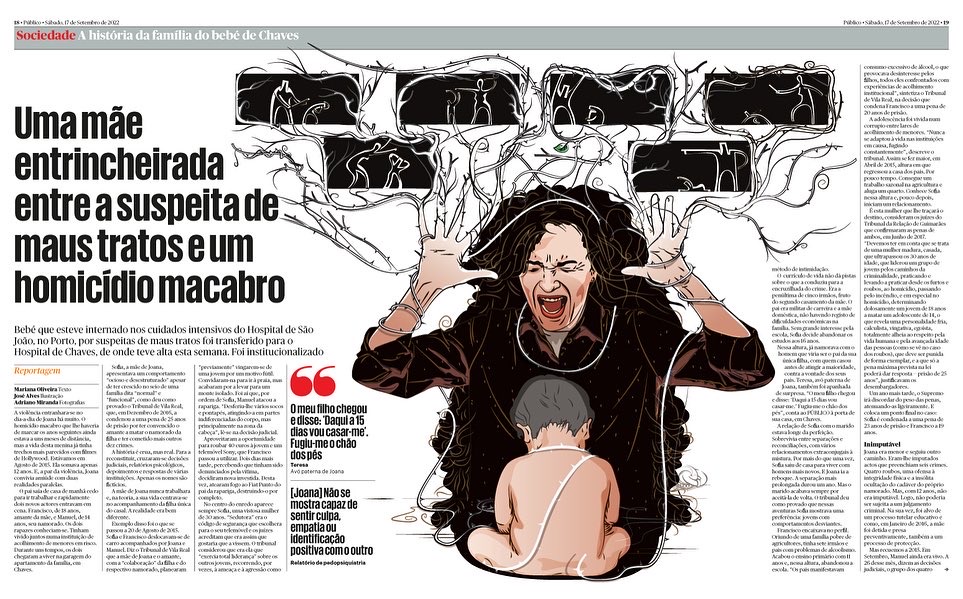 18 • Público • Sábado, 17 de Setembro de 2022
Público • Sábado, 17 de Setembro de 2022 • 19
Sociedade A história da família do bebé de Chaves
Uma mãe
entrincheirada
entre a suspeita de
maus tratos e um
homicídio macabro
Bebé que esteve internado nos cuidados intensivos do Hospital de São
João, no Porto, por suspeitas de maus tratos foi transferido para o
Hospital de Chaves, de onde teve alta esta semana. Foi institucionalizado
Reportagem
Mariana Oliveira Texto
José Alves Ilustração
Adriano Miranda Fotografias
A violência entranhara-se no
dia-a-dia de Joana há muito. O
homicídio macabro que lhe haveria
de marcar os anos seguintes ainda
estava a uns meses de distância,
mas a vida desta menina já tinha
trechos mais parecidos com filmes
de Hollywood. Estávamos em
Agosto de 2015. Ela somava apenas
12 anos. E, a par da violência, Joana
convivia amiúde com duas
realidades paralelas.
O pai saía de casa de manhã cedo
para ir trabalhar e rapidamente
dois novos actores entravam em
cena. Francisco, de 18 anos,
amante da mãe, e Manuel, de 14
anos, seu namorado. Os dois
rapazes conheciam-se. Tinham
vivido juntos numa instituição de
acolhimento de menores em risco.
Durante um tempos, os dois
chegaram a viver na garagem do
apartamento da família, em
Chaves.
Sofia, a mãe de Joana,
apresentava um comportamento
"ocioso e desestruturado" apesar
de ter crescido no seio de uma
família dita "normal" e
"funcional", como deu como
provado o Tribunal de Vila Real,
que, em Dezembro de 2015, a
condenou a uma pena de 25 anos
de prisão por ter convencido o
amante a matar o namorado da
filha e ter cometido mais outros
dez crimes.
A história é crua, mas real. Para a
reconstituir, cruzaram-se decisões
judiciais, relatórios psicológicos,
depoimentos e respostas de várias
instituições. Apenas os nomes são
fictícios.
A mãe de Joana nunca trabalhara
e, na teoria, a sua vida centrava-se
no acompanhamento da filha única
do casal. A realidade era bem
diferente.
Exemplo disso foi o que se
passou a 20 de Agosto de 2015.
Sofia e Francisco deslocavam-se de
carro acompanhados por Joana e
Manuel. Diz o Tribunal de Vila Real
que a mãe de Joana e o amante,
com a "colaboração" da filha e do
respectivo namorado, planearam
"previamente" vingarem-se de
uma jovem por um motivo fútil.
Convidaram-na para ir à praia, mas
acabaram por a levar para um
monte isolado. Foi aí que, por
ordem de Sofia, Manuel atacou a
rapariga. "Desferiu-lhe vários socos
e pontapés, atingindo-a em partes
indiscriminadas do corpo, mas
principalmente na zona da
cabeça", lê-se na decisão judicial.
Aproveitaram a oportunidade
para roubar 40 euros à jovem e um
telemóvel Sony, que Francisco
passou a utilizar. Dois dias mais
tarde, percebendo que tinham sido
denunciados pela vítima,
decidiram nova investida. Desta
vez, atearam fogo ao Fiat Punto do
pai da rapariga, destruindo-o por
completo.
No centro do enredo aparece
sempre Sofia, uma vistosa mulher
de 30 anos. "Sedutora" era o
código de segurança que escolhera
para o seu telemóvel e os juízes
acreditam que era assim que
gostaria que a vissem. O tribunal
considerou que era ela que
"exercia total liderança" sobre os
outros jovens, recorrendo, por
vezes, à ameaça e à agressão como
O meu filho chegou
e disse: 'Daqui a 15
dias vou casar-me'.
Fugiu-me o chão
dos pés
Teresa
Avó paterna de Joana
[Joana] Não se
mostra capaz de
sentir culpa,
empatia ou
identificação
positiva com o outro
Relatório de pedopsiquiatria
método de intimidação.
O currículo de vida não dá pistas
sobre o que a conduziu para a
encruzilhada do crime. Era a
penúltima de cinco irmãos, fruto
do segundo casamento da mãe. O
pai era militar de carreira e a mãe
doméstica, não havendo registo de
dificuldades económicas na
família. Sem grande interesse pela
escola, Sofia decide abandonar os
estudos aos 16 anos.
Nessa altura, já namorava com o
homem que viria ser o pai da sua
única filha, com quem casou
antes de atingir a maioridade,
contra a vontade dos seus
pais. Teresa, avó paterna de
Joana, também foi apanhada
de surpresa. "O meu filho chegou
e disse: 'Daqui a 15 dias vou
casar-me.' Fugiu-me o chão dos
pés", conta ao PÚBLICO à porta de
sua casa, em Chaves.
A relação de Sofia com o marido
estava longe da perfeição.
Sobrevivia entre separações e
reconciliações, com vários
relacionamentos extraconjugais à
mistura. Por mais do que uma vez,
Sofia saiu de casa para viver com
homens mais novos. E Joana ia a
reboque. A separação mais
prolongada durou um ano. Mas o
marido acabava sempre por
aceitá-la de volta. O tribunal deu
como provado que nessas
aventuras Sofia mostrava uma
preferência: jovens com
comportamentos desviantes.
Francisco encaixava no perfil.
Oriundo de uma família pobre de
agricultores, tinha sete irmãos e
pais com problemas de alcoolismo.
Acabou o ensino primário com 11
anos e, nessa altura, abandonou a
escola. "Os pais manifestavam
consumo excessivo de álcool, o que
provocava desinteresse pelos
filhos, todos eles confrontados com
experiências de acolhimento
institucional", sintetiza o Tribunal
de Vila Real, na decisão que
condena Francisco a uma pena de
20 anos de prisão.
A adolescência foi vivida num
corrupio entre lares de
acolhimento de menores. "Nunca
se adaptou à vida nas instituições
em causa, fugindo
constantemente", descreve o
tribunal. Assim se fez maior, em
Abril de 2015, altura em que
regressou a casa dos pais. Por
pouco tempo. Consegue um
trabalho sazonal na agricultura e
aluga um quarto. Conhece Sofia
nessa altura e, pouco depois,
iniciam um relacionamento.
É esta mulher que lhe traçará o
destino, consideram os juízes do
Tribunal da Relação de Guimarães
que confirmaram as penas de
ambos, em Junho de 2017.
"Devemos ter em conta que se trata
de uma mulher madura, casada,
que ultrapassou os 30 anos de
idade, que liderou um grupo de
jovens pelos caminhos da
criminalidade, praticando e
levando a praticar desde os furtos e
roubos, ao homicídio, passando
pelo incêndio, e em especial no
homicídio, determinando
dolosamente um jovem de 18 anos
a matar um adolescente de 14, o
que revela uma personalidade fria,
calculista, vingativa, egoísta,
totalmente alheia ao respeito pela
vida humana e pela avançada idade
das pessoas (como se vê no caso
dos roubos), que deve ser punida
de forma exemplar, e a que só a
pena máxima prevista na lei
poderá dar resposta – prisão de 25
anos", justificavam os
desembargadores.
Um ano mais tarde, o Supremo
irá discordar do peso das penas,
atenuando-as ligeiramente. E
coloca um ponto final no caso:
Sofia é condenada a uma pena de
23 anos de prisão e Francisco a 19
anos.
Inimputável
Joana era menor e seguiu outro
caminho. Eram-lhe imputados
actos que preenchiam seis crimes.
Quatro roubos, uma ofensa à
integridade física e a insólita
ocultação do cadáver do próprio
namorado. Mas, com 12 anos, não
era imputável. Logo, não poderia
ser sujeita a um julgamento
criminal. Na sua vez, foi alvo de
um processo tutelar educativo e
como, em Janeiro de 2015, a mãe
foi detida e presa
preventivamente, também a um
processo de protecção.
Mas recuemos a 2015. Em
Setembro, Manuel ainda era vivo. A
26 desse mês, dizem as decisões
judiciais, o grupo dos quatro